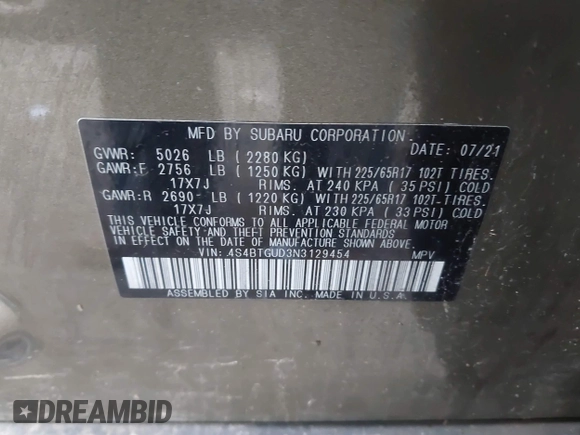 MFD BY SUBARU CORPORATION
GVWR: 5026 LB (2280 KG) DATE: 07/21
GAWR:F 2756 LB (1250 KG) WITH 225/65R17 102T TIRES.
17X7J RIMS. AT 240 KPA (35 PSI) COLD
GAWR:R 2690 LB (1220 KG) WITH 225/65R17 102T TIRES.
17X7J RIMS. AT 230 KPA (33 PSI) COLD
THIS VEHICLE CONFORMS TO ALL APPLICABLE FEDERAL MOTOR
VEHICLE SAFETY AND BUMPER STANDARDS IN EFFECT ON THE DATE
OF MANUFACTURE SHOWN ABOVE.
VIN: 4S4BTGUD3N3129454 MPV
ASSEMBLED BY SIA INC. MADE IN U.S.A.
DREAMBID